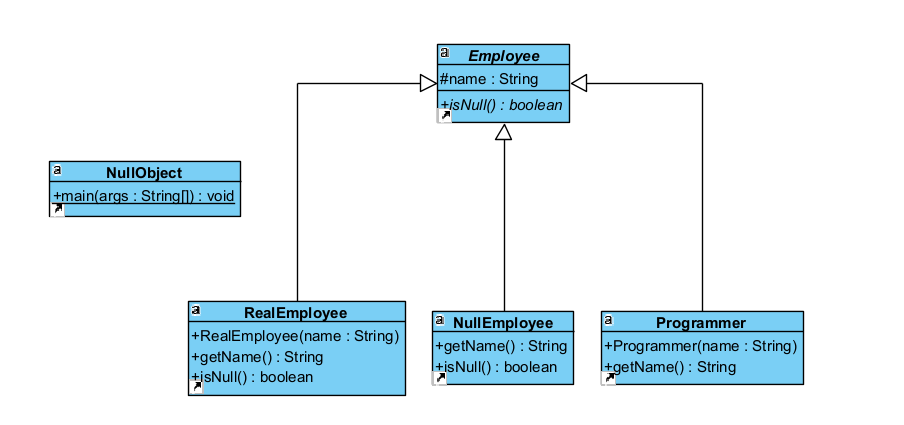 a
Employee
#name : String
+isNull() : boolean
a
NullObject
+main(args : String[]) : void
a
RealEmployee
+RealEmployee(name : String)
+getName() : String
+isNull() : boolean
a
NullEmployee
+getName() : String
+isNull() : boolean
a
Programmer
+Programmer(name : String)
+getName() : String